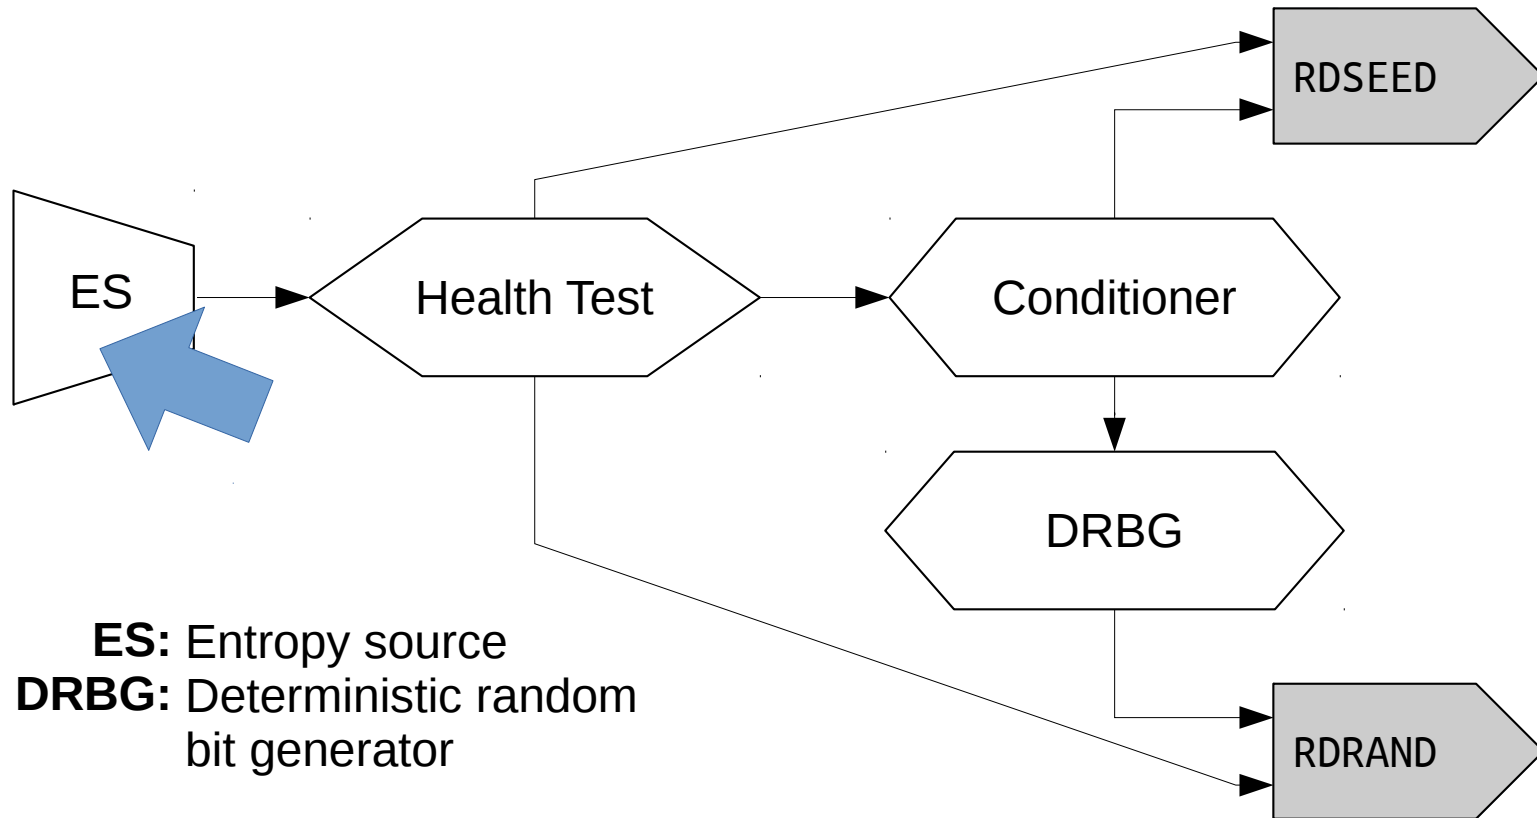 RDSEED
ES
Health Test
Conditioner
DRBG
ES: Entropy source
DRBG: Deterministic random
bit generator
RDRAND